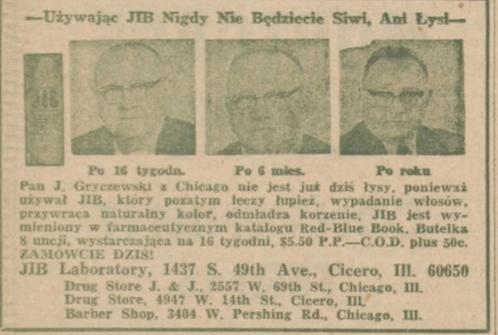 —Używając JIB Nigdy Nie Będziecie Siwi, Ani Łysi—
JIB
Po 16 tygodn. Po 6 mies. Po roku
Pan J. Gryczewski z Chicago nie jest już dziś łysy, ponieważ
używał JIB, który pozatym leczy łupież, wypadanie włosów,
przywraca naturalny kolor, odmładza korzenie, JIB jest wy-
mieniony w farmaceutycznym katalogu Red-Blue Book. Butelka
8 uncji, wystarczająca na 16 tygodni, $5.50 P.P.—C.O.D. plus 50c.
ZAMÓWCIE DZIŚ!
JIB Laboratory, 1437 S. 49th Ave., Cicero, Ill. 60650
Drug Store J. & J., 2557 W. 69th St., Chicago, Ill.
Drug Store, 4947 W. 14th St., Cicero, Ill.
Barber Shop, 3404 W. Pershing Rd., Chicago, Ill.